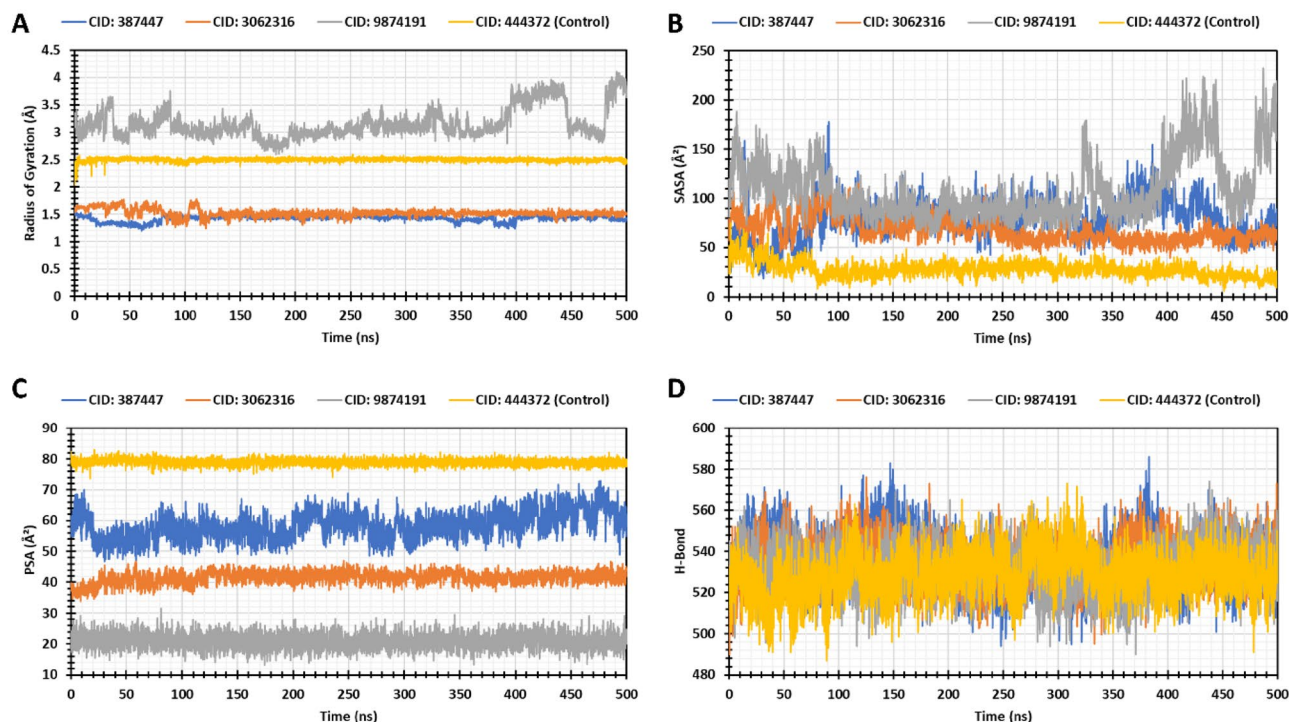 A
CID: 387447 CID: 3062316 CID: 9874191 CID: 444372 (Control)
4.5
4
3.5
3
2.5
2
1.5
1
0.5
0
Radius of Gyration (Å)
0 50 100 150 200 250 300 350 400 450 500
Time (ns)
B
CID: 387447 CID: 3062316 CID: 9874191 CID: 444372 (Control)
250
200
150
100
50
0
SASA (Å²)
0 50 100 150 200 250 300 350 400 450 500
Time (ns)
C
CID: 387447 CID: 3062316 CID: 9874191 CID: 444372 (Control)
90
80
70
60
50
40
30
20
10
PSA (Å²)
0 50 100 150 200 250 300 350 400 450 500
Time (ns)
D
CID: 387447 CID: 3062316 CID: 9874191 CID: 444372 (Control)
600
580
560
540
520
500
480
H-Bond
0 50 100 150 200 250 300 350 400 450 500
Time (ns)